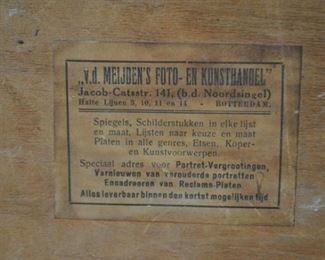 „v.d. MEIJDEN'S FOTO- EN KUNSTHANDEL"
Jacob-Catsstr. 141, (b.d. Noordsingel)
Halte Lijnen 3, 10, 11 en 14 - ROTTERDAM.
Spiegels, Schilderstukken in elke lijst
en maat, Lijsten naar keuze en maat
Platen in alle genres, Etsen, Koper-
en Kunstvoorwerpen.
Speciaal adres voor Portret-Vergrootingen,
Vernieuwen van verouderde portretten
Encadreeren van Reclame-Platen
Alles leverbaar binnen den kortst mogelijken tijd